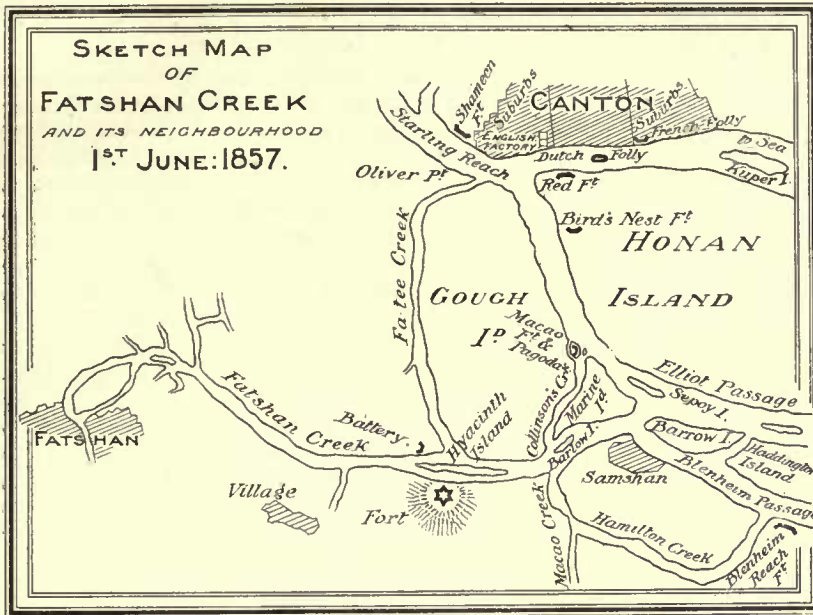 SKETCH MAP
OF
FATSHAN CREEK
AND ITS NEIGHBOURHOOD
1ST JUNE: 1857.
Shameen Ft
Suburbs
CANTON
Suburbs
French Folly
ENGLISH
FACTORY
Starling Reach
Dutch Folly
to Sea
Kuper I.
Oliver Pt
Red Ft
Bird's Nest Ft
HONAN
ISLAND
Fa-tee Creek
GOUGH
ID
Macao
Ft &
Pagoda
Elliot Passage
Sepoy I.
Collinson's Cr.
Marine
Id
Barrow I.
Haddington
Island
Barlow I.
Blenheim Passage
Samshan
Hamilton Creek
Blenheim
Reach
Ft
Macao Creek
Fatshan Creek
Battery.
Hyacinth
Island
FATSHAN
Village
Fort